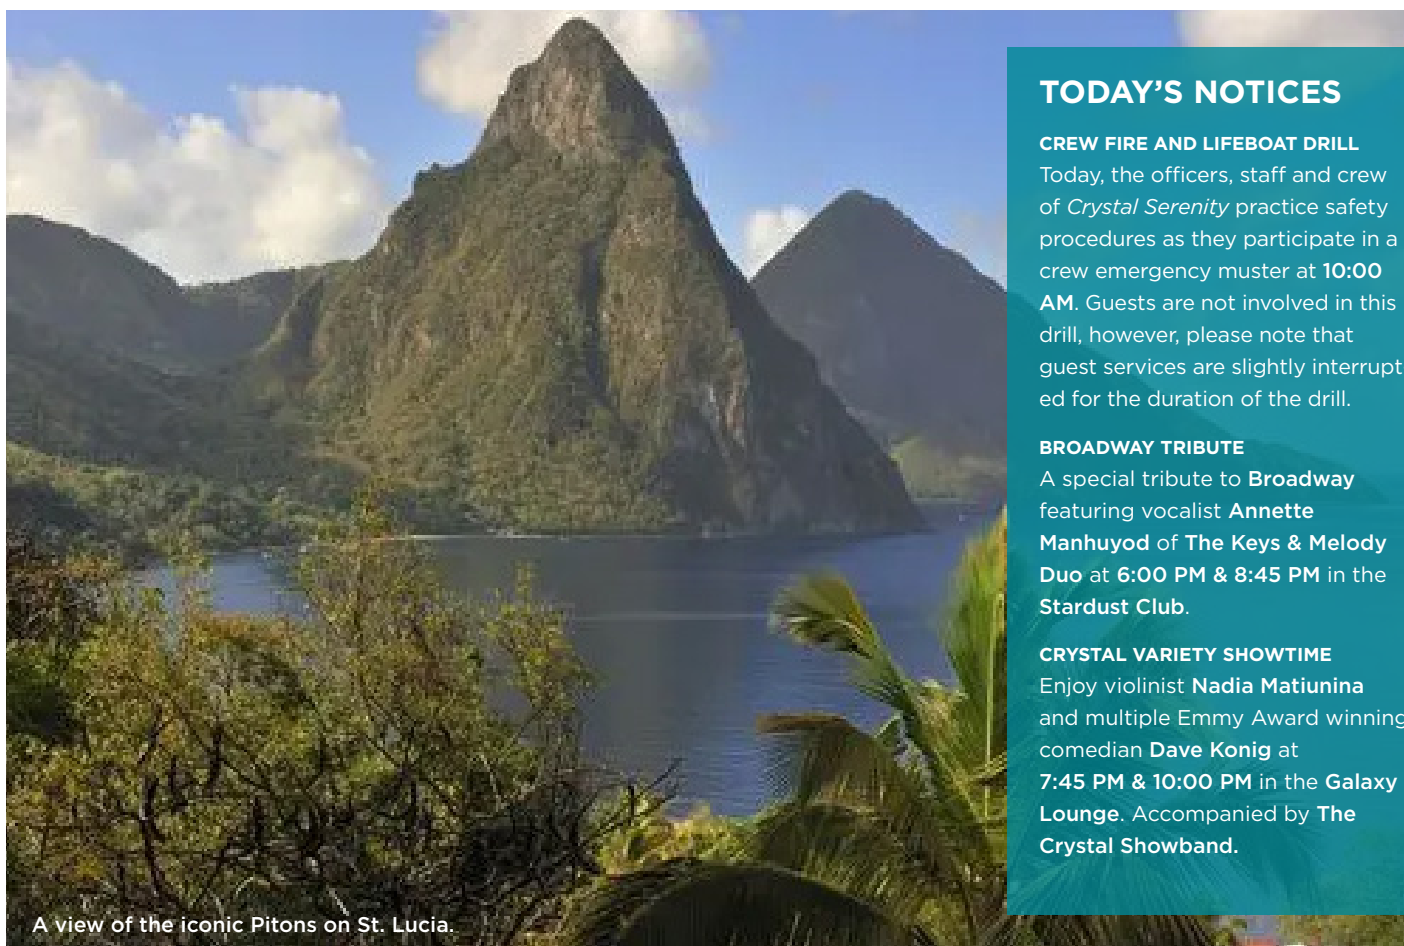 TODAY’S NOTICES
CREW FIRE AND LIFEBOAT DRILL
Today, the officers, staff and crew
of Crystal Serenity practice safety
procedures as they participate in a
crew emergency muster at 10:00
AM. Guests are not involved in this
drill, however, please note that
guest services are slightly interrupt
ed for the duration of the drill.
BROADWAY TRIBUTE
A special tribute to Broadway
featuring vocalist Annette
Manhuyod of The Keys & Melody
Duo at 6:00 PM & 8:45 PM in the
Stardust Club.
CRYSTAL VARIETY SHOWTIME
Enjoy violinist Nadia Matiunina
and multiple Emmy Award winning
comedian Dave Konig at
7:45 PM & 10:00 PM in the Galaxy
Lounge. Accompanied by The
Crystal Showband.
A view of the iconic Pitons on St. Lucia.